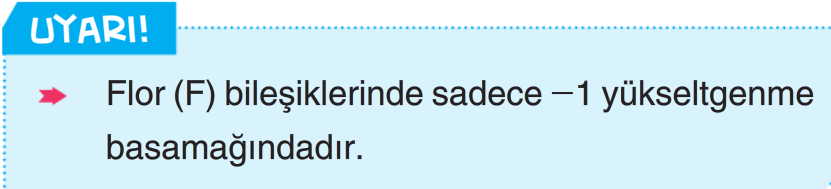 UYARI!
Flor (F) bileşiklerinde sadece −1 yükseltgenme
basamağındadır.